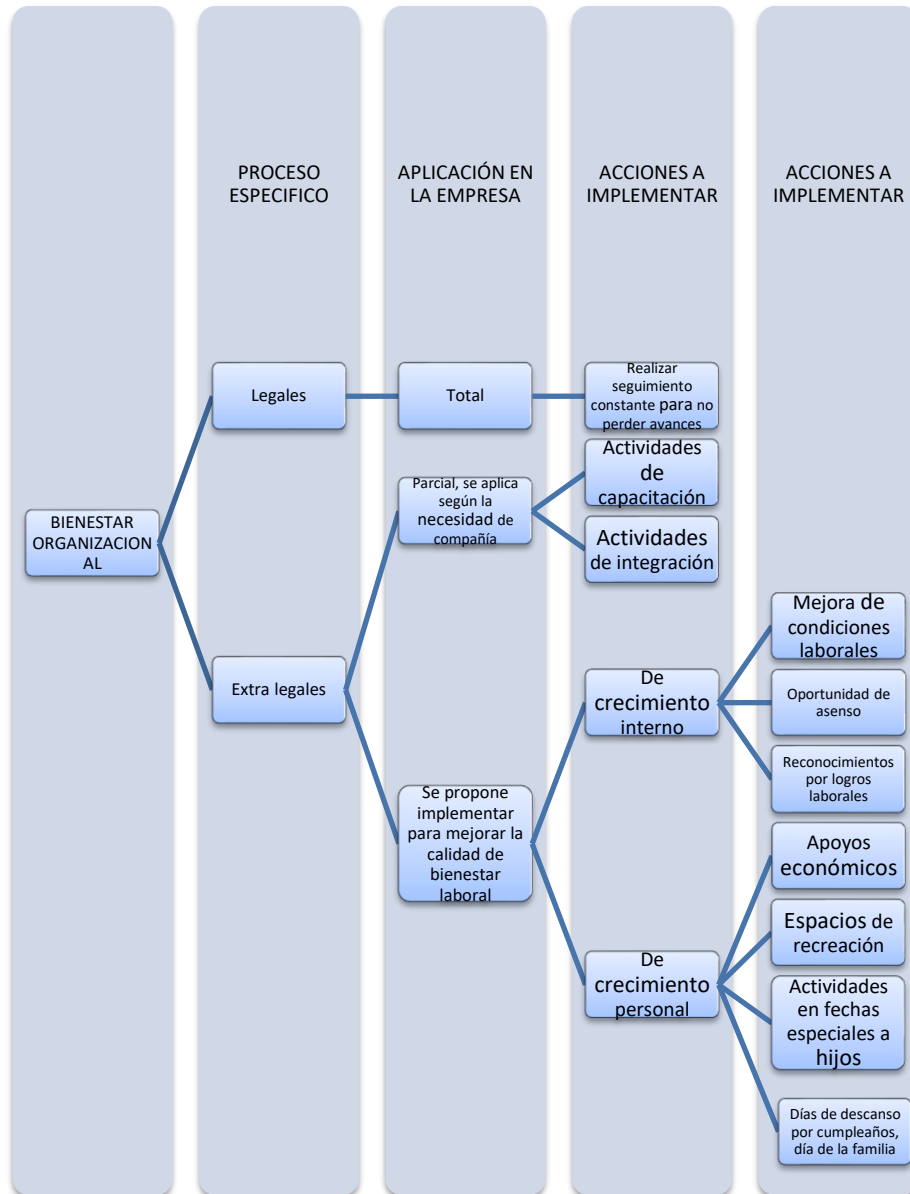 PROCESO
ESPECIFICO
APLICACIÓN EN
LA EMPRESA
ACCIONES A
IMPLEMENTAR
ACCIONES A
IMPLEMENTAR
BIENESTAR
ORGANIZACION
AL
Legales
Total
Realizar
seguimiento
constante para no
perder avances
Extra legales
Parcial, se aplica
según la
necesidad de
compañía
Actividades
de
capacitación
Actividades
de integración
Se propone
implementar
para mejorar la
calidad de
bienestar
laboral
De
crecimiento
interno
Mejora de
condiciones
laborales
Oportunidad de
asenso
Reconocimientos
por logros
laborales
De
crecimiento
personal
Apoyos
económicos
Espacios de
recreación
Actividades
en fechas
especiales a
hijos
Días de descanso
por cumpleaños,
día de la familia